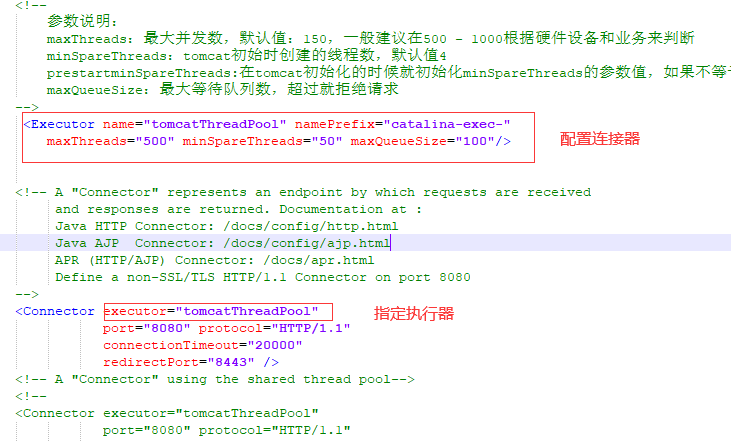 <!--
参数说明:
maxThreads: 最大并发数, 默认值: 150, 一般建议在500 - 1000根据硬件设备和业务来判断
minSpareThreads: tomcat初始时创建的线程数, 默认值4
prestartminSpareThreads:在tomcat初始化的时候就初始化minSpareThreads的参数值, 如果不等
maxQueueSize: 最大等待队列数, 超过就拒绝请求
-->
<Executor name="tomcatThreadPool" namePrefix="catalina-exec-"
maxThreads="500" minSpareThreads="50" maxQueueSize="100"/>
配置连接器
<!-- A "Connector" represents an endpoint by which requests are received
and responses are returned. Documentation at :
Java HTTP Connector: /docs/config/http.html
Java AJP  Connector: /docs/config/ajp.html
APR (HTTP/AJP) Connector: /docs/apr.html
Define a non-SSL/TLS HTTP/1.1 Connector on port 8080
-->
<Connector executor="tomcatThreadPool"
指定执行器
port="8080" protocol="HTTP/1.1"
connectionTimeout="20000"
redirectPort="8443" />
<!-- A "Connector" using the shared thread pool-->
<!--
<Connector executor="tomcatThreadPool"
port="8080" protocol="HTTP/1.1"